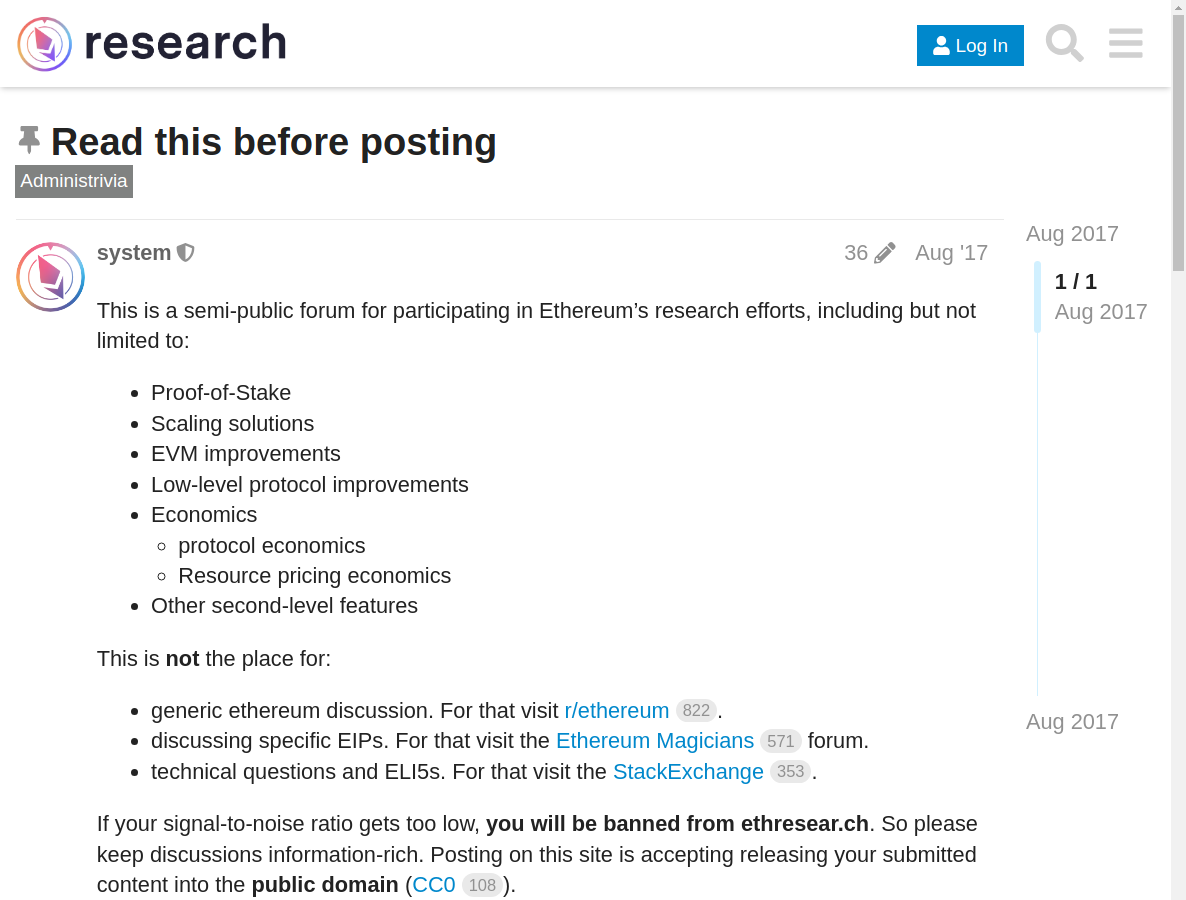 research
Log In
Read this before posting
Administrivia
system
36
Aug '17
Aug 2017
1 / 1
Aug 2017
This is a semi-public forum for participating in Ethereum’s research efforts, including but not
limited to:
Proof-of-Stake
Scaling solutions
EVM improvements
Low-level protocol improvements
Economics
protocol economics
Resource pricing economics
Other second-level features
This is not the place for:
generic ethereum discussion. For that visit r/ethereum 822.
Aug 2017
discussing specific EIPs. For that visit the Ethereum Magicians 571 forum.
technical questions and ELI5s. For that visit the StackExchange 353.
If your signal-to-noise ratio gets too low, you will be banned from ethresear.ch. So please
keep discussions information-rich. Posting on this site is accepting releasing your submitted
content into the public domain (CC0 108).